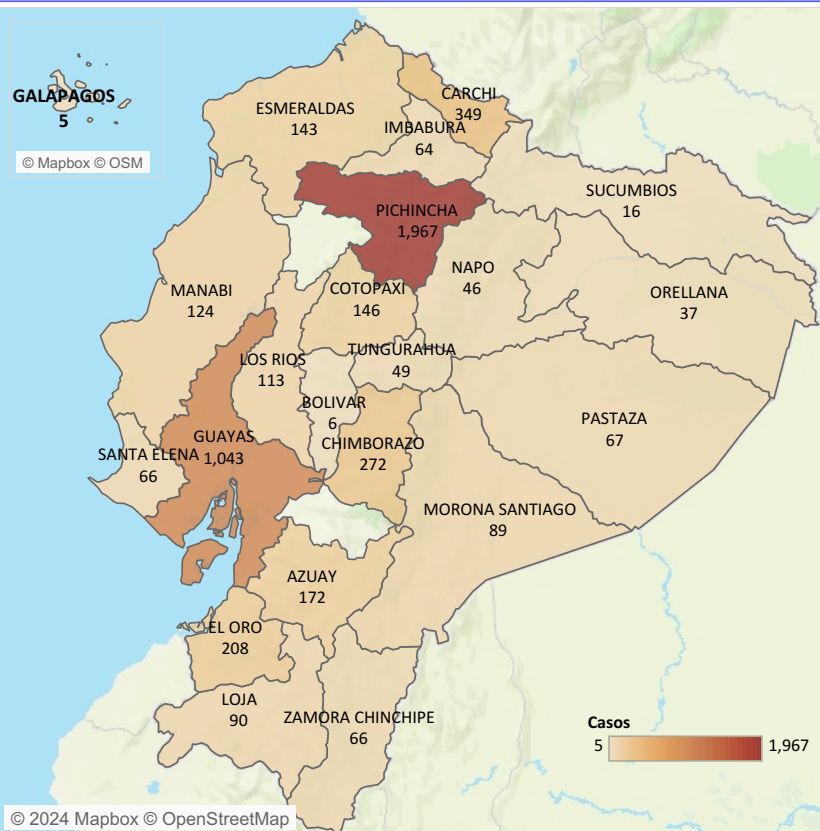 GALAPAGOS
5
© Mapbox © OSM
ESMERALDAS
143
CARCHI
349
IMBABURA
64
SUCUMBIOS
16
PICHINCHA
1,967
NAPO
46
ORELLANA
37
MANABI
124
COTOPAXI
146
TUNGURAHUA
49
LOS RIOS
113
BOLIVAR
6
PASTAZA
67
GUAYAS
1,043
CHIMBORAZO
272
SANTA ELENA
66
MORONA SANTIAGO
89
AZUAY
172
EL ORO
208
LOJA
90
ZAMORA CHINCHIPE
66
Casos
5 1,967
© 2024 Mapbox © OpenStreetMap